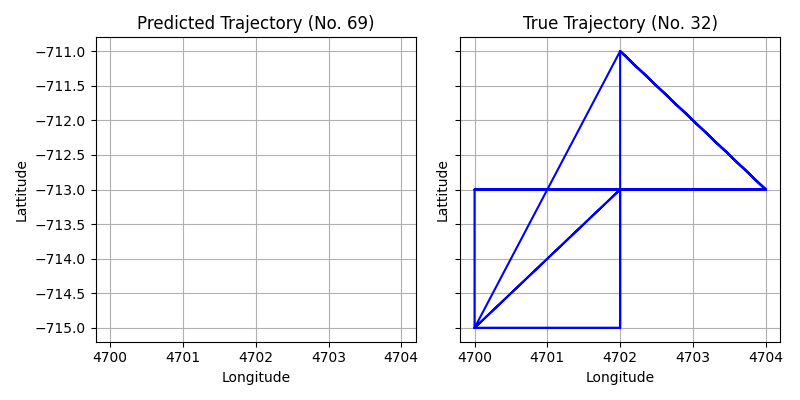 Predicted Trajectory (No. 69)
−711.0
−711.5
−712.0
−712.5
−713.0
−713.5
−714.0
−714.5
−715.0
Lattitude
4700 4701 4702 4703 4704
Longitude
True Trajectory (No. 32)
Lattitude
4700 4701 4702 4703 4704
Longitude